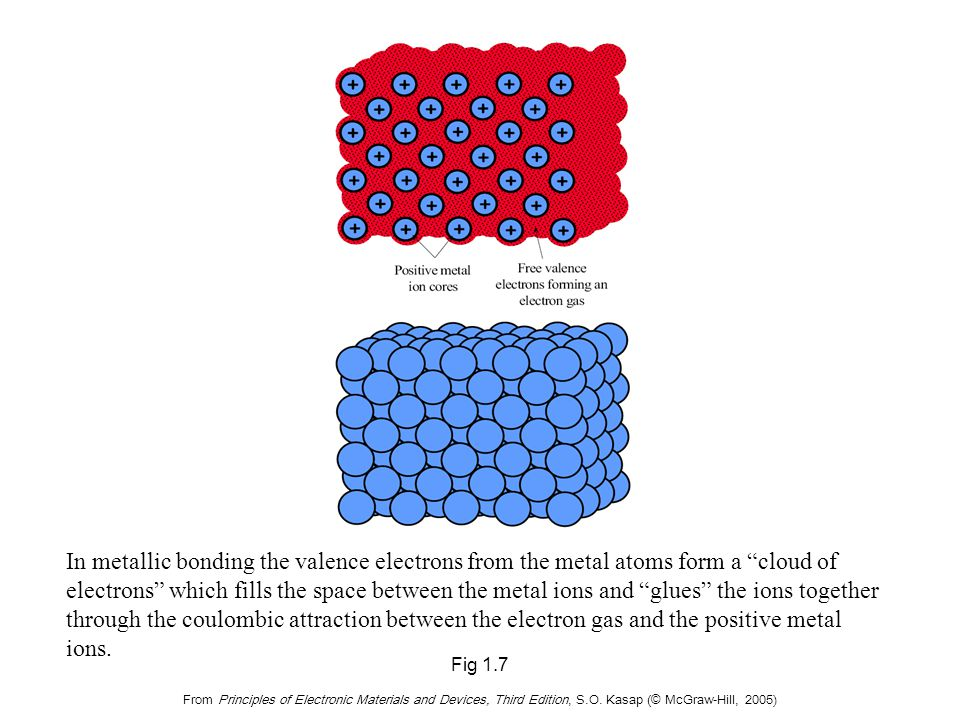 + + + + +
+ + + +
+ + + + +
+ + + +
+ + + + +
+ + + +
+ + + + +
Positive metal
ion cores
Free valence
electrons forming an
electron gas
In metallic bonding the valence electrons from the metal atoms form a “cloud of
electrons” which fills the space between the metal ions and “glues” the ions together
through the coulombic attraction between the electron gas and the positive metal
ions.
Fig 1.7
From Principles of Electronic Materials and Devices, Third Edition, S.O. Kasap (© McGraw-Hill, 2005)